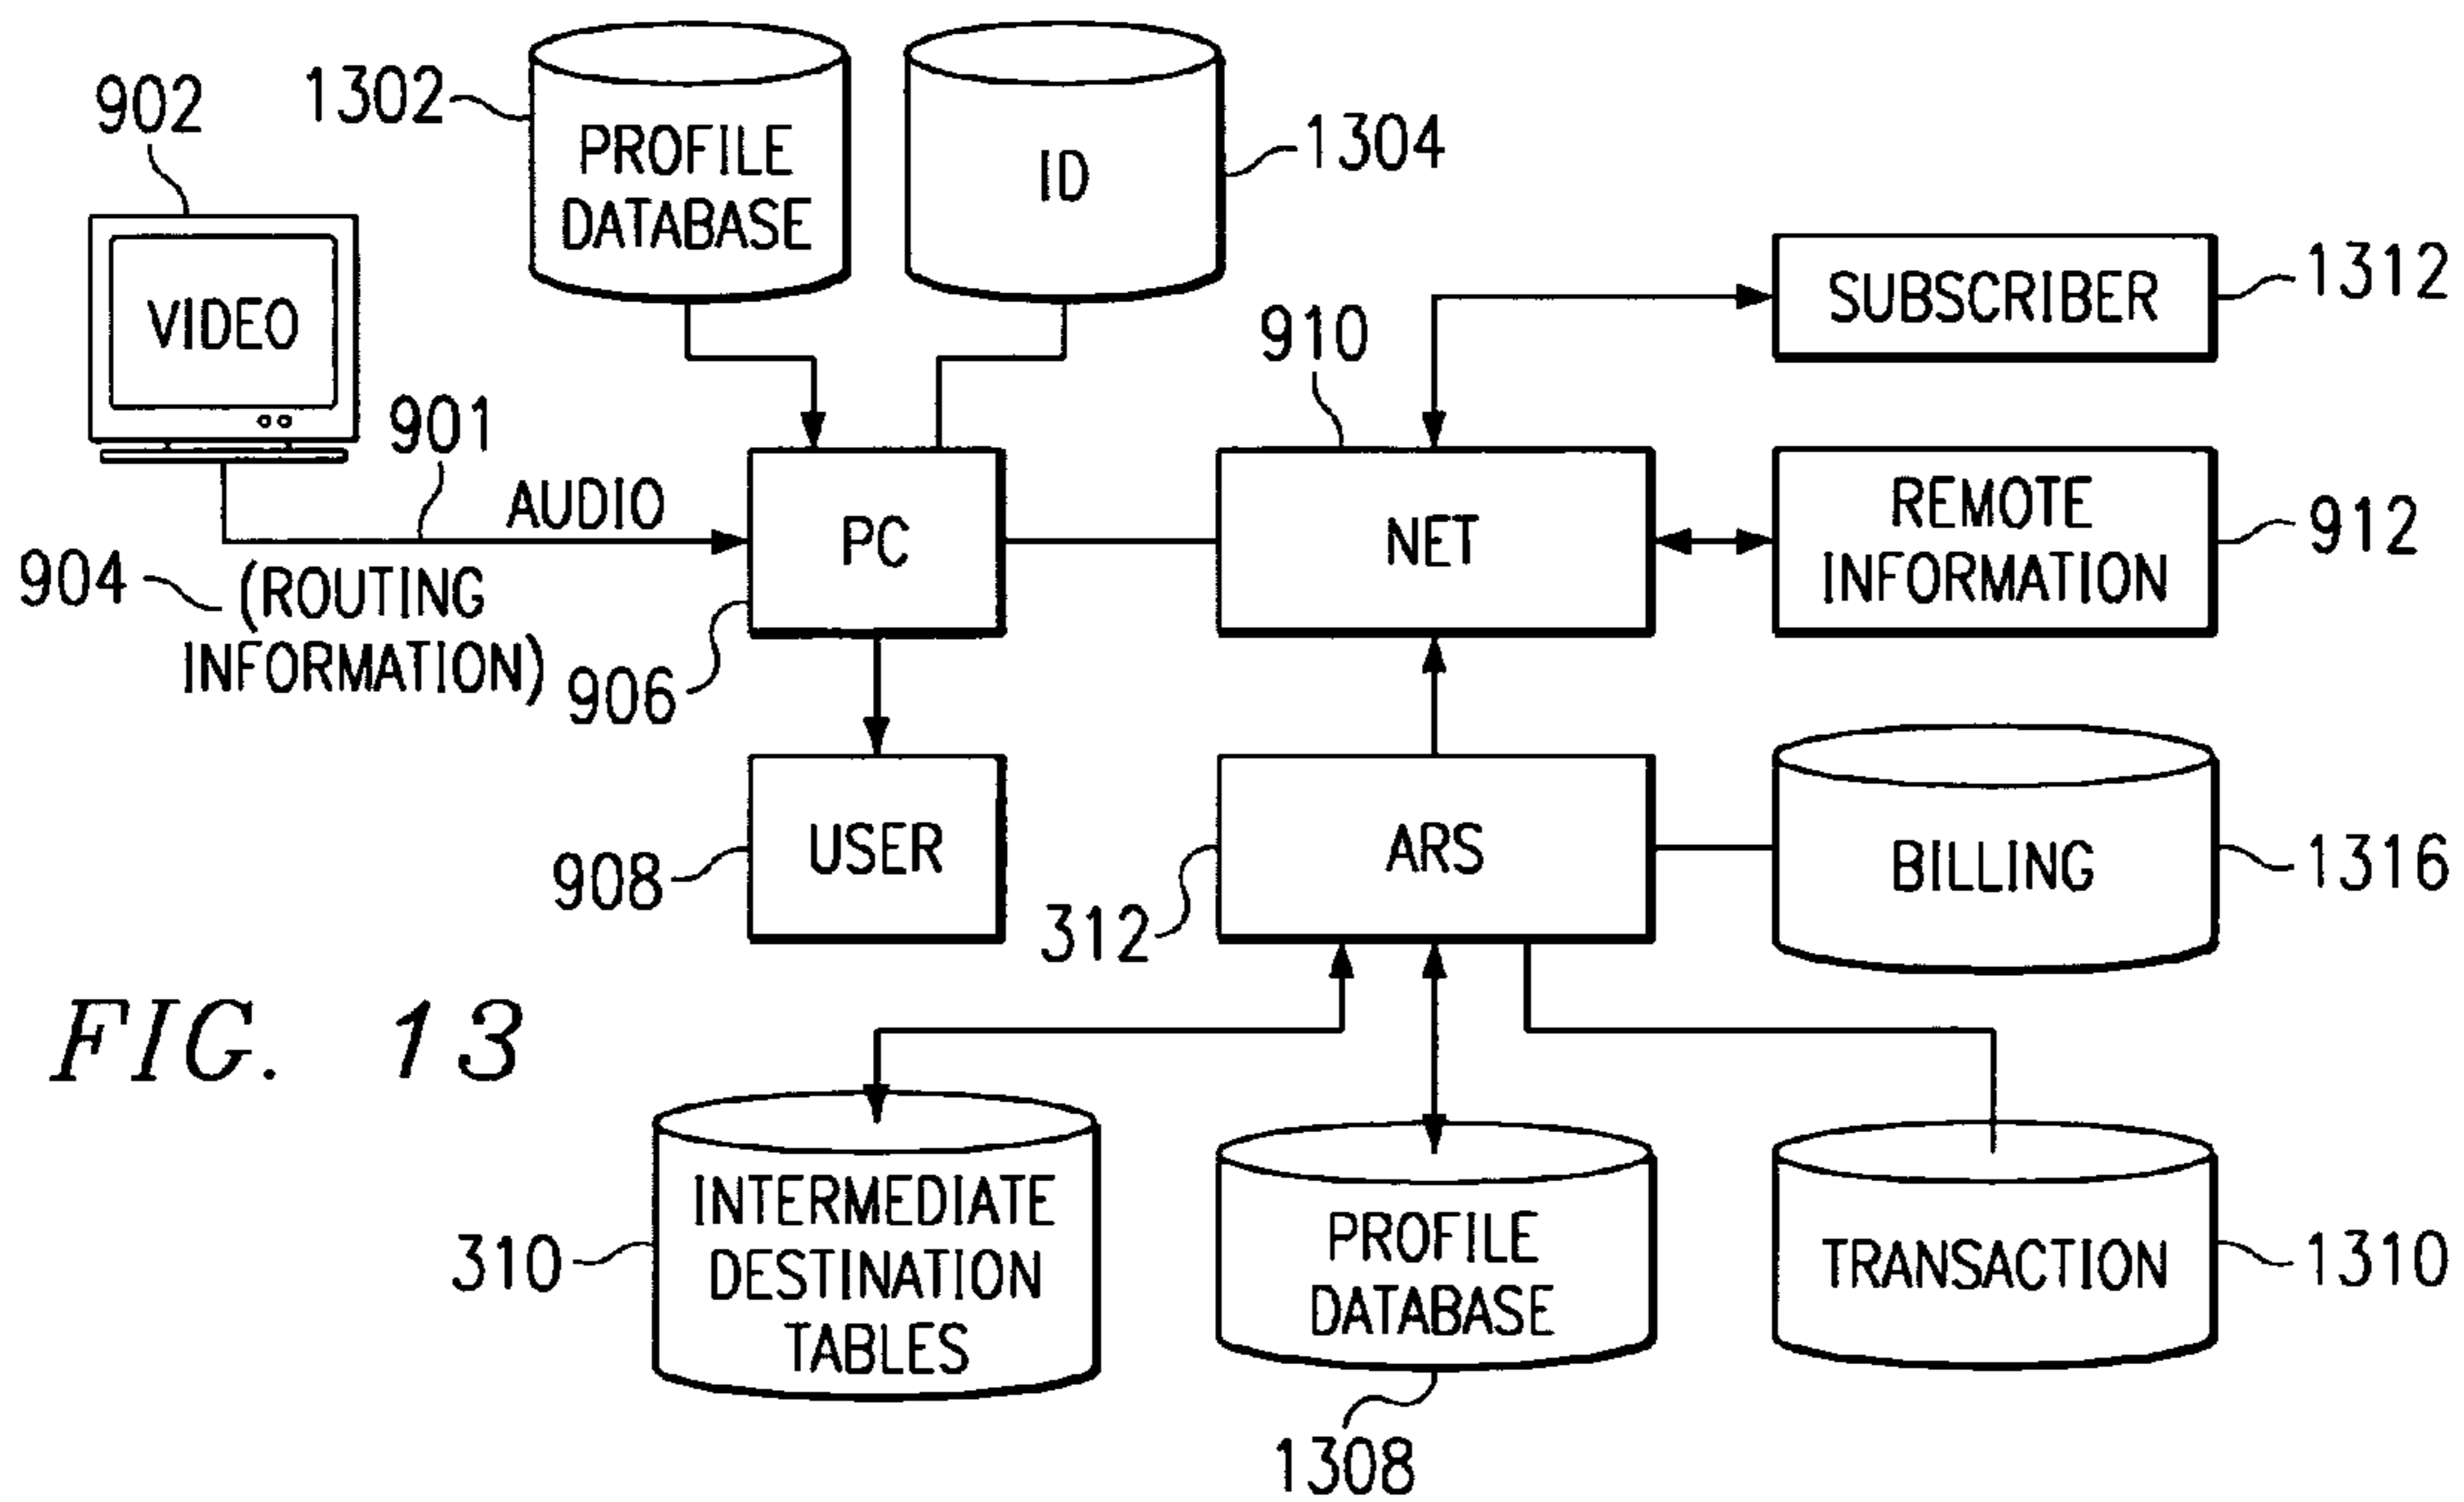 902
1302
PROFILE
DATABASE
ID
1304
VIDEO
SUBSCRIBER
1312
910
901
AUDIO
904
(ROUTING
INFORMATION)
PC
906
NET
REMOTE
INFORMATION
912
USER
908
ARS
312
BILLING
1316
FIG. 13
INTERMEDIATE
DESTINATION
TABLES
310
PROFILE
DATABASE
1308
TRANSACTION
1310